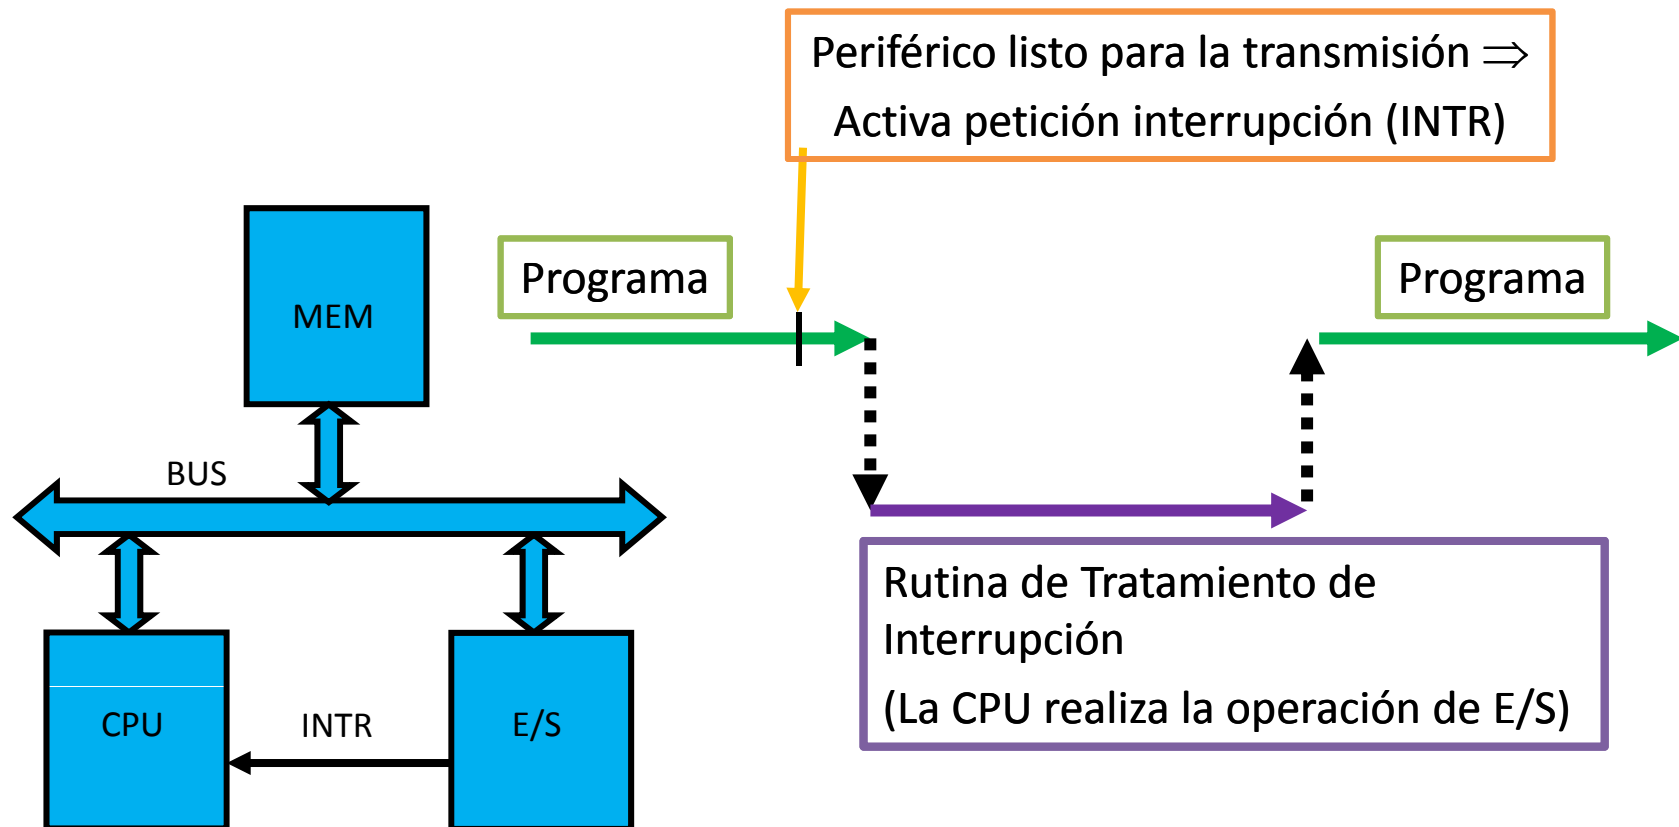 Periférico listo para la transmisión ⇒
Activa petición interrupción (INTR)
Programa
Programa
MEM
BUS
CPU
INTR
E/S
Rutina de Tratamiento de
Interrupción
(La CPU realiza la operación de E/S)